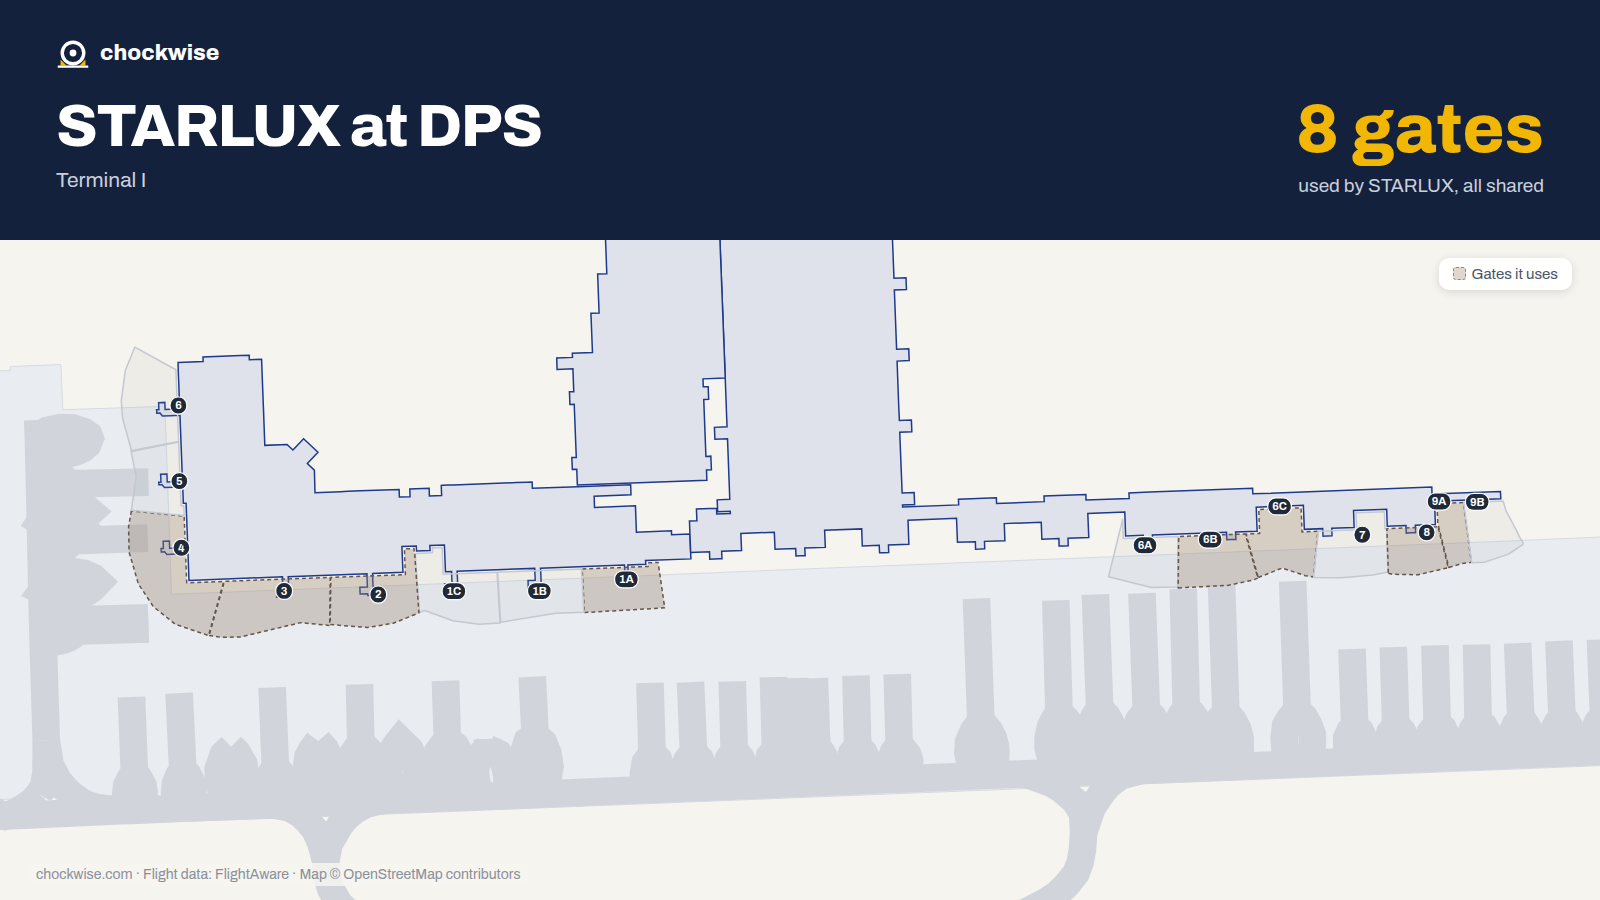 chockwise
STARLUX at DPS
Terminal I
8 gates
used by STARLUX, all shared
Gates it uses
6
5
4
3
2
1C
1B
1A
6A
6B
6C
7
8
9A
9B
chockwise.com · Flight data: FlightAware · Map © OpenStreetMap contributors